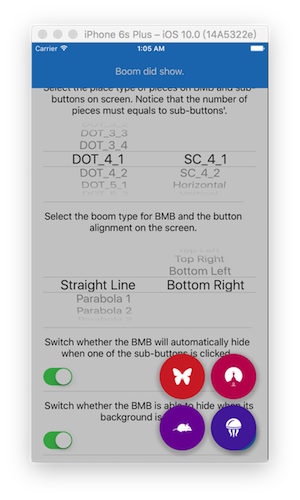 iPhone 6s Plus – iOS 10.0 (14A5322e)
Carrier 1:05 AM
Boom did show.
Select the place type of pieces on BMB and sub-
buttons on screen. Notice that the number of
pieces must equals to sub-buttons'.
DOT_3_3
DOT_3_4
DOT_4_1 SC_4_1
DOT_4_2 SC_4_2
DOT_5_1 Horizontal
Select the boom type for BMB and the button
alignment on the screen.
Top Right
Bottom Left
Straight Line Bottom Right
Parabola 1
Parabola 2
Switch whether the BMB will automatically hide
when one of the sub-buttons is clicked
Switch whether the BMB is able to hide when its
background is